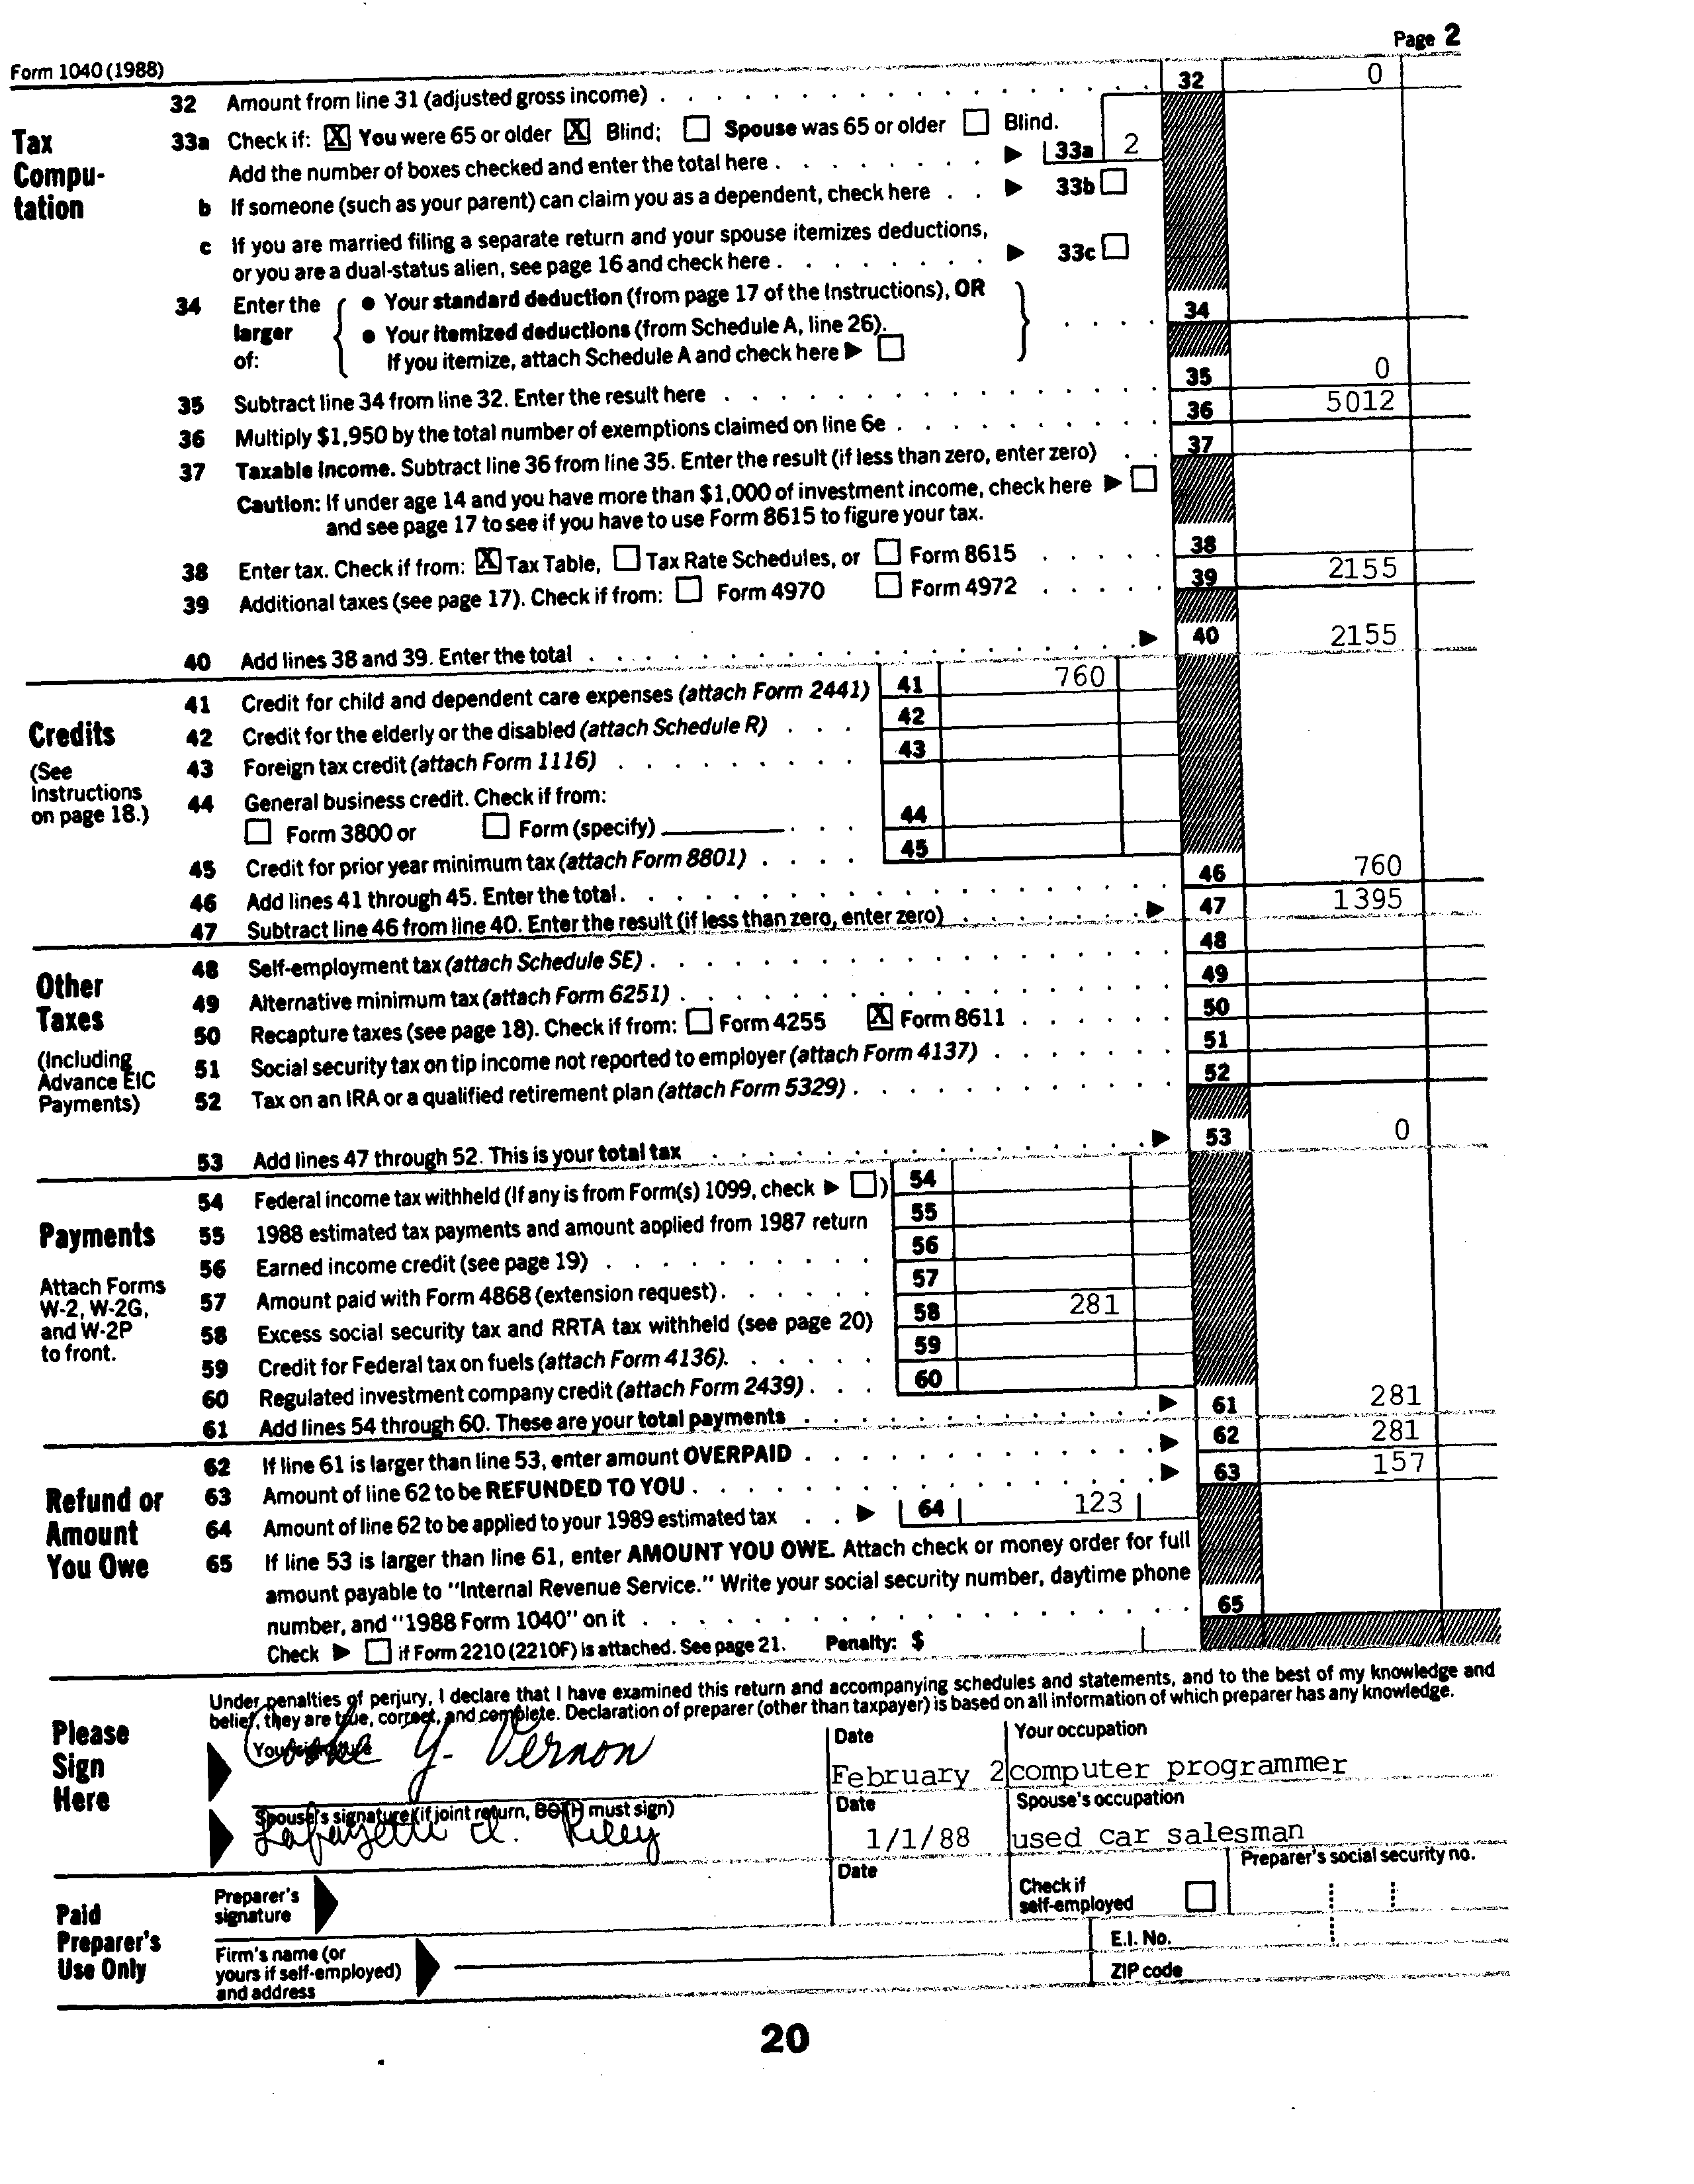 Page 2
Form 1040 (1988)
32 Amount from line 31 (adjusted gross income) 32 0
Tax Compu-tation
33a Check if: X You were 65 or older X Blind; Spouse was 65 or older Blind.
Add the number of boxes checked and enter the total here ▶ 33a 2
b If someone (such as your parent) can claim you as a dependent, check here ▶ 33b
c If you are married filing a separate return and your spouse itemizes deductions,
or you are a dual-status alien, see page 16 and check here ▶ 33c
34 Enter the larger of:
• Your standard deduction (from page 17 of the Instructions), OR
• Your itemized deductions (from Schedule A, line 26).
If you itemize, attach Schedule A and check here ▶
34
35 Subtract line 34 from line 32. Enter the result here 35 0
36 Multiply $1,950 by the total number of exemptions claimed on line 6e 36 5012
37 Taxable income. Subtract line 36 from line 35. Enter the result (if less than zero, enter zero) 37
Caution: If under age 14 and you have more than $1,000 of investment income, check here ▶
and see page 17 to see if you have to use Form 8615 to figure your tax.
38 Enter tax. Check if from: X Tax Table, Tax Rate Schedules, or Form 8615 38
39 Additional taxes (see page 17). Check if from: Form 4970 Form 4972 39 2155
40 Add lines 38 and 39. Enter the total ▶ 40 2155
Credits
(See Instructions on page 18.)
41 Credit for child and dependent care expenses (attach Form 2441) 41 760
42 Credit for the elderly or the disabled (attach Schedule R) 42
43 Foreign tax credit (attach Form 1116) 43
44 General business credit. Check if from:
Form 3800 or Form (specify) 44
45 Credit for prior year minimum tax (attach Form 8801) 45
46 Add lines 41 through 45. Enter the total 46 760
47 Subtract line 46 from line 40. Enter the result (if less than zero, enter zero) ▶ 47 1395
Other Taxes
(Including Advance EIC Payments)
48 Self-employment tax (attach Schedule SE) 48
49 Alternative minimum tax (attach Form 6251) 49
50 Recapture taxes (see page 18). Check if from: Form 4255 X Form 8611 50
51 Social security tax on tip income not reported to employer (attach Form 4137) 51
52 Tax on an IRA or a qualified retirement plan (attach Form 5329) 52
53 Add lines 47 through 52. This is your total tax ▶ 53 0
Payments
Attach Forms W-2, W-2G, and W-2P to front.
54 Federal income tax withheld (If any is from Form(s) 1099, check ▶ ) 54
55 1988 estimated tax payments and amount applied from 1987 return 55
56 Earned income credit (see page 19) 56
57 Amount paid with Form 4868 (extension request) 57
58 Excess social security tax and RRTA tax withheld (see page 20) 58 281
59 Credit for Federal tax on fuels (attach Form 4136) 59
60 Regulated investment company credit (attach Form 2439) 60
61 Add lines 54 through 60. These are your total payments ▶ 61 281
Refund or Amount You Owe
62 If line 61 is larger than line 53, enter amount OVERPAID ▶ 62 281
63 Amount of line 62 to be REFUNDED TO YOU ▶ 63 157
64 Amount of line 62 to be applied to your 1989 estimated tax ▶ 64 123
65 If line 53 is larger than line 61, enter AMOUNT YOU OWE. Attach check or money order for full
amount payable to "Internal Revenue Service." Write your social security number, daytime phone
number, and "1988 Form 1040" on it 65
Check ▶ if Form 2210 (2210F) is attached. See page 21. Penalty: $
Please Sign Here
Under penalties of perjury, I declare that I have examined this return and accompanying schedules and statements, and to the best of my knowledge and
belief, they are true, correct, and complete. Declaration of preparer (other than taxpayer) is based on all information of which preparer has any knowledge.
Your signature Date Your occupation
Y. Vernon February 2 computer programmer
Spouse's signature (if joint return, BOTH must sign) Date Spouse's occupation
Lafayette d. Riley 1/1/88 used car salesman
Paid Preparer's Use Only
Preparer's signature Date Check if self-employed Preparer's social security no.
Firm's name (or yours if self-employed) and address
E.I. No.
ZIP code
20